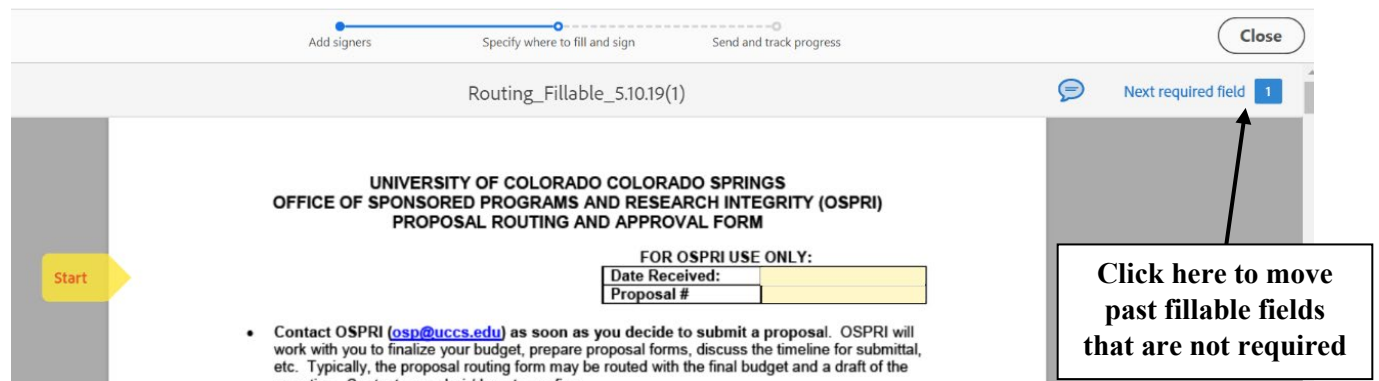 Add signers
Specify where to fill and sign
Send and track progress
Close
Routing_Fillable_5.10.19(1)
Next required field 1
UNIVERSITY OF COLORADO COLORADO SPRINGS
OFFICE OF SPONSORED PROGRAMS AND RESEARCH INTEGRITY (OSPRI)
PROPOSAL ROUTING AND APPROVAL FORM
FOR OSPRI USE ONLY:
Date Received:
Proposal #
Start
Click here to move
past fillable fields
that are not required
• Contact OSPRI (osp@uccs.edu) as soon as you decide to submit a proposal. OSPRI will
work with you to finalize your budget, prepare proposal forms, discuss the timeline for submittal,
etc. Typically, the proposal routing form may be routed with the final budget and a draft of the